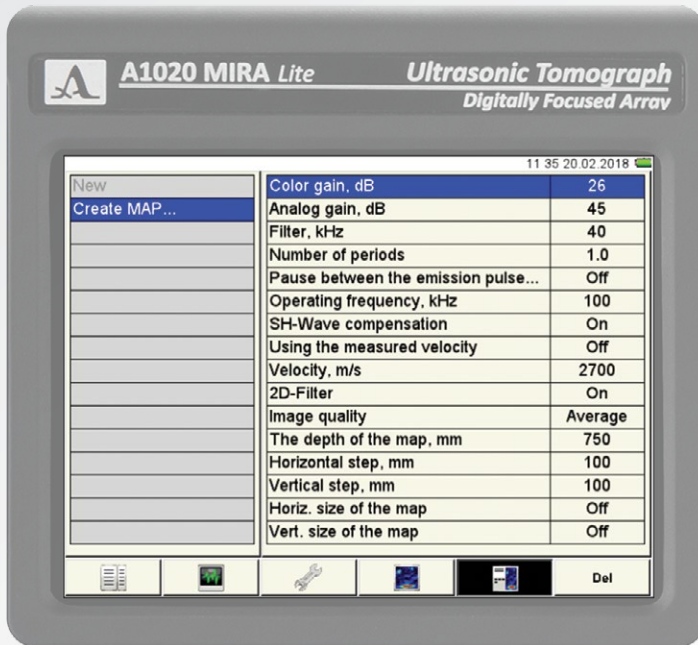 A1020 MIRA Lite
Ultrasonic Tomograph
Digitally Focused Array
11 35 20.02.2018
New
Create MAP...
Color gain, dB 26
Analog gain, dB 45
Filter, kHz 40
Number of periods 1.0
Pause between the emission pulse... Off
Operating frequency, kHz 100
SH-Wave compensation On
Using the measured velocity Off
Velocity, m/s 2700
2D-Filter On
Image quality Average
The depth of the map, mm 750
Horizontal step, mm 100
Vertical step, mm 100
Horiz. size of the map Off
Vert. size of the map Off
Del